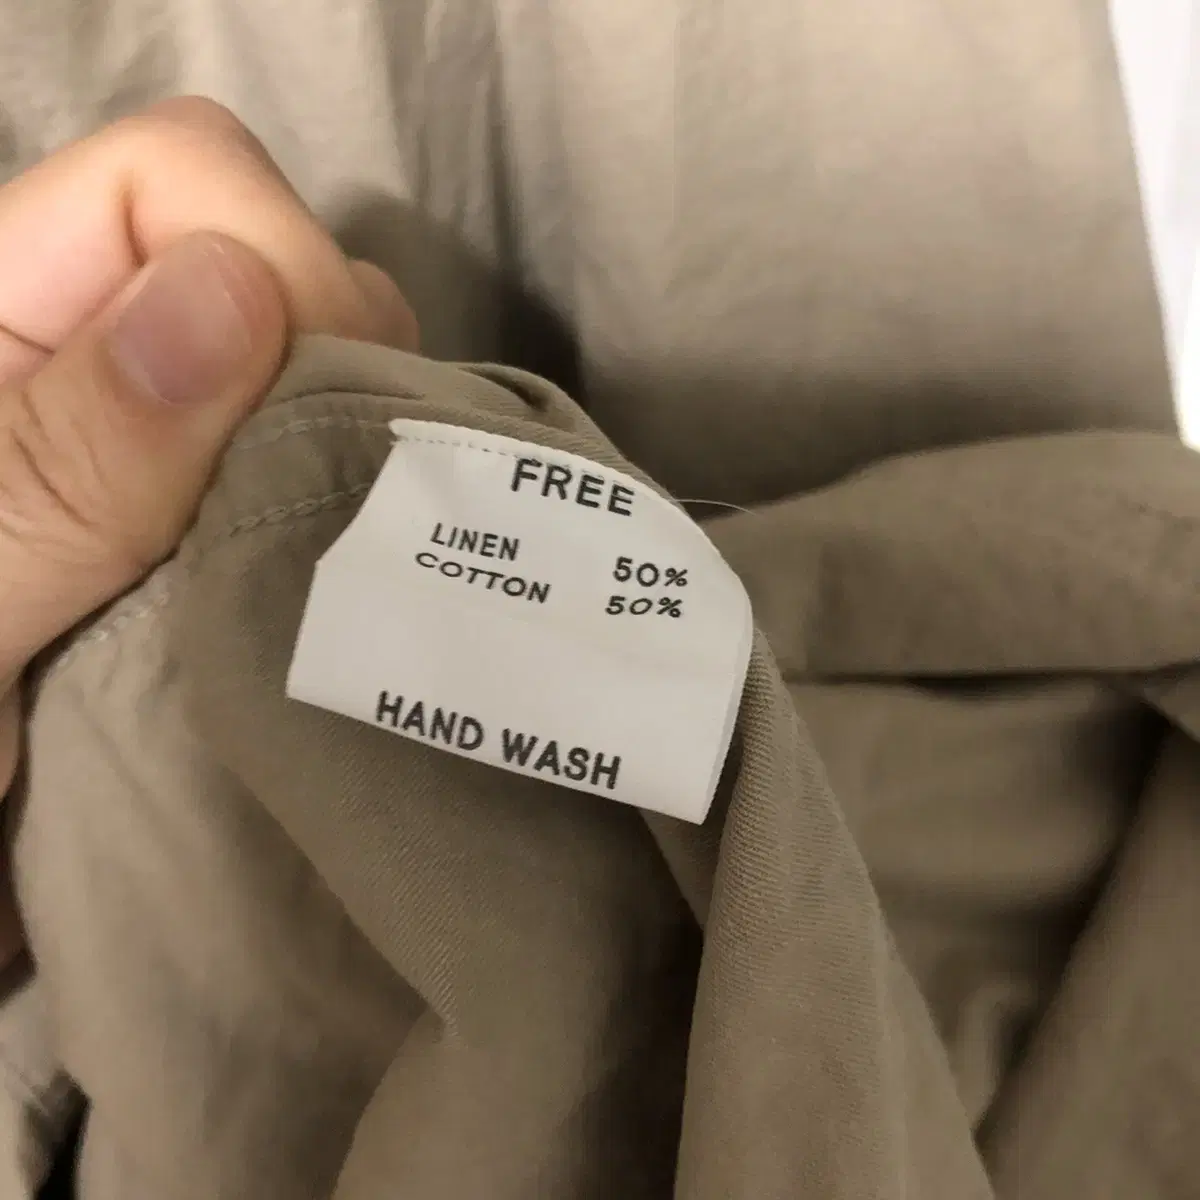 FREE
LINEN 50%
COTTON 50%
HAND WASH